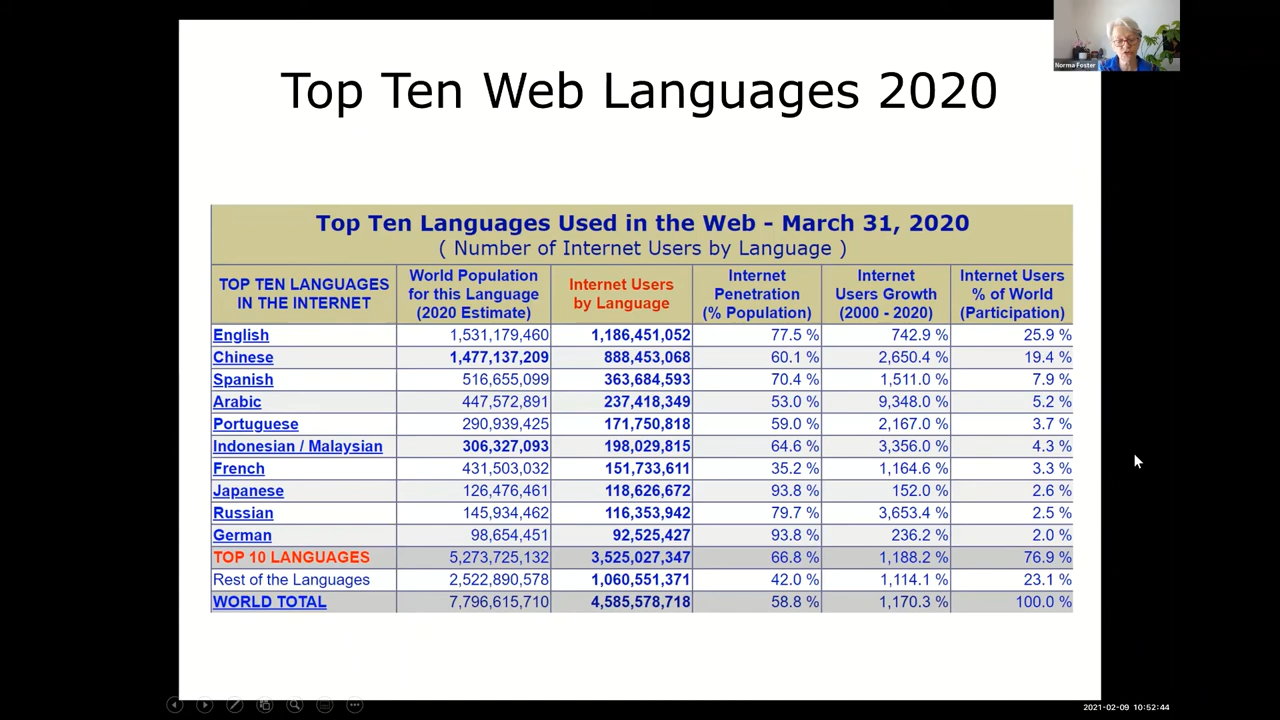 Top Ten Web Languages 2020
Norma Foster
Top Ten Languages Used in the Web - March 31, 2020
( Number of Internet Users by Language )
TOP TEN LANGUAGES IN THE INTERNET World Population for this Language (2020 Estimate) Internet Users by Language Internet Penetration (% Population) Internet Users Growth (2000 - 2020) Internet Users % of World (Participation)
English 1,531,179,460 1,186,451,052 77.5 % 742.9 % 25.9 %
Chinese 1,477,137,209 888,453,068 60.1 % 2,650.4 % 19.4 %
Spanish 516,655,099 363,684,593 70.4 % 1,511.0 % 7.9 %
Arabic 447,572,891 237,418,349 53.0 % 9,348.0 % 5.2 %
Portuguese 290,939,425 171,750,818 59.0 % 2,167.0 % 3.7 %
Indonesian / Malaysian 306,327,093 198,029,815 64.6 % 3,356.0 % 4.3 %
French 431,503,032 151,733,611 35.2 % 1,164.6 % 3.3 %
Japanese 126,476,461 118,626,672 93.8 % 152.0 % 2.6 %
Russian 145,934,462 116,353,942 79.7 % 3,653.4 % 2.5 %
German 98,654,451 92,525,427 93.8 % 236.2 % 2.0 %
TOP 10 LANGUAGES 5,273,725,132 3,525,027,347 66.8 % 1,188.2 % 76.9 %
Rest of the Languages 2,522,890,578 1,060,551,371 42.0 % 1,114.1 % 23.1 %
WORLD TOTAL 7,796,615,710 4,585,578,718 58.8 % 1,170.3 % 100.0 %
2021-02-09 10:52:44